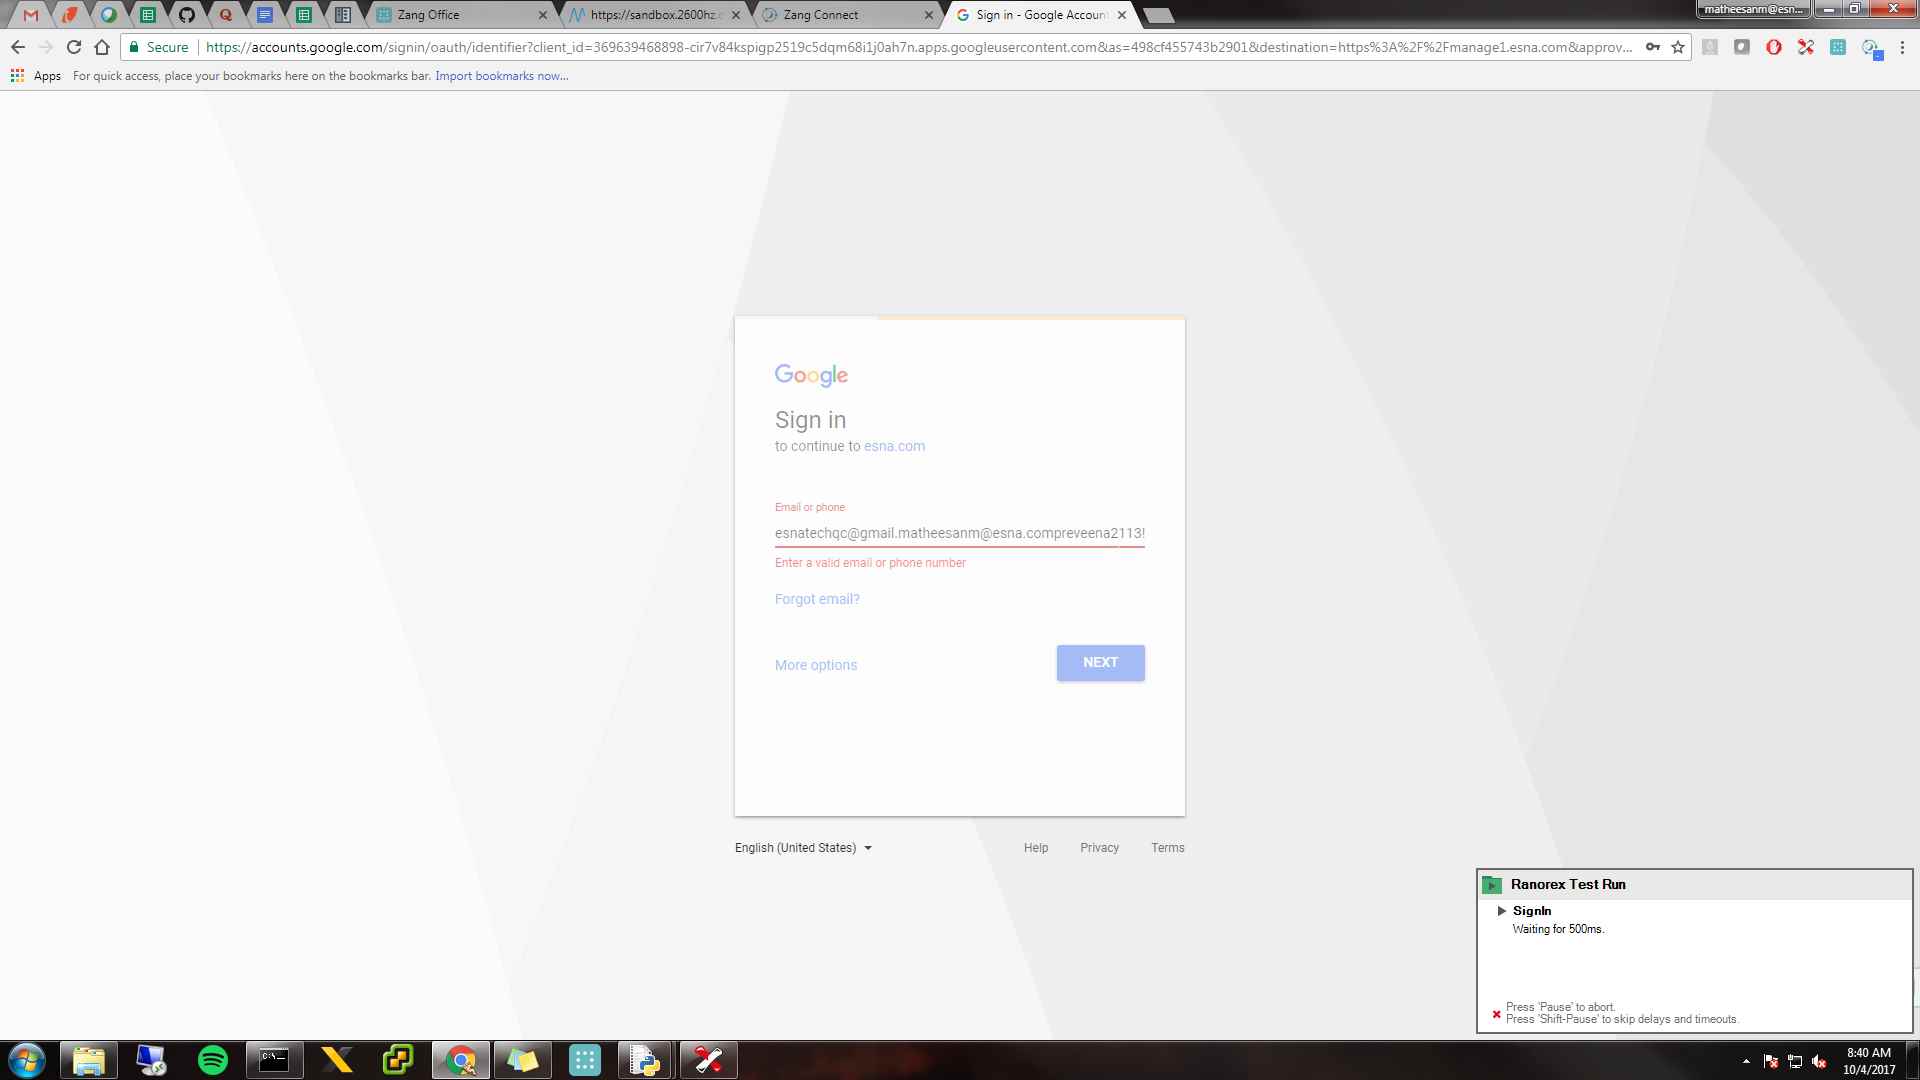 Zang Office
https://sandbox.2600hz.c
Zang Connect
Sign in - Google Accoun
matheesanm@esn...
Secure
https://accounts.google.com/signin/oauth/identifier?client_id=369639468898-cir7v84kspigp2519c5dqm68i1j0ah7n.apps.googleusercontent.com&as=498cf455743b2901&destination=https%3A%2F%2Fmanage1.esna.com&approv...
Apps
For quick access, place your bookmarks here on the bookmarks bar. Import bookmarks now...
Google
Sign in
to continue to esna.com
Email or phone
esnatechqc@gmail.matheesanm@esna.compreveena2113!
Enter a valid email or phone number
Forgot email?
More options
NEXT
English (United States)
Help
Privacy
Terms
Ranorex Test Run
SignIn
Waiting for 500ms.
Press 'Pause' to abort.
Press 'Shift-Pause' to skip delays and timeouts.
8:40 AM
10/4/2017